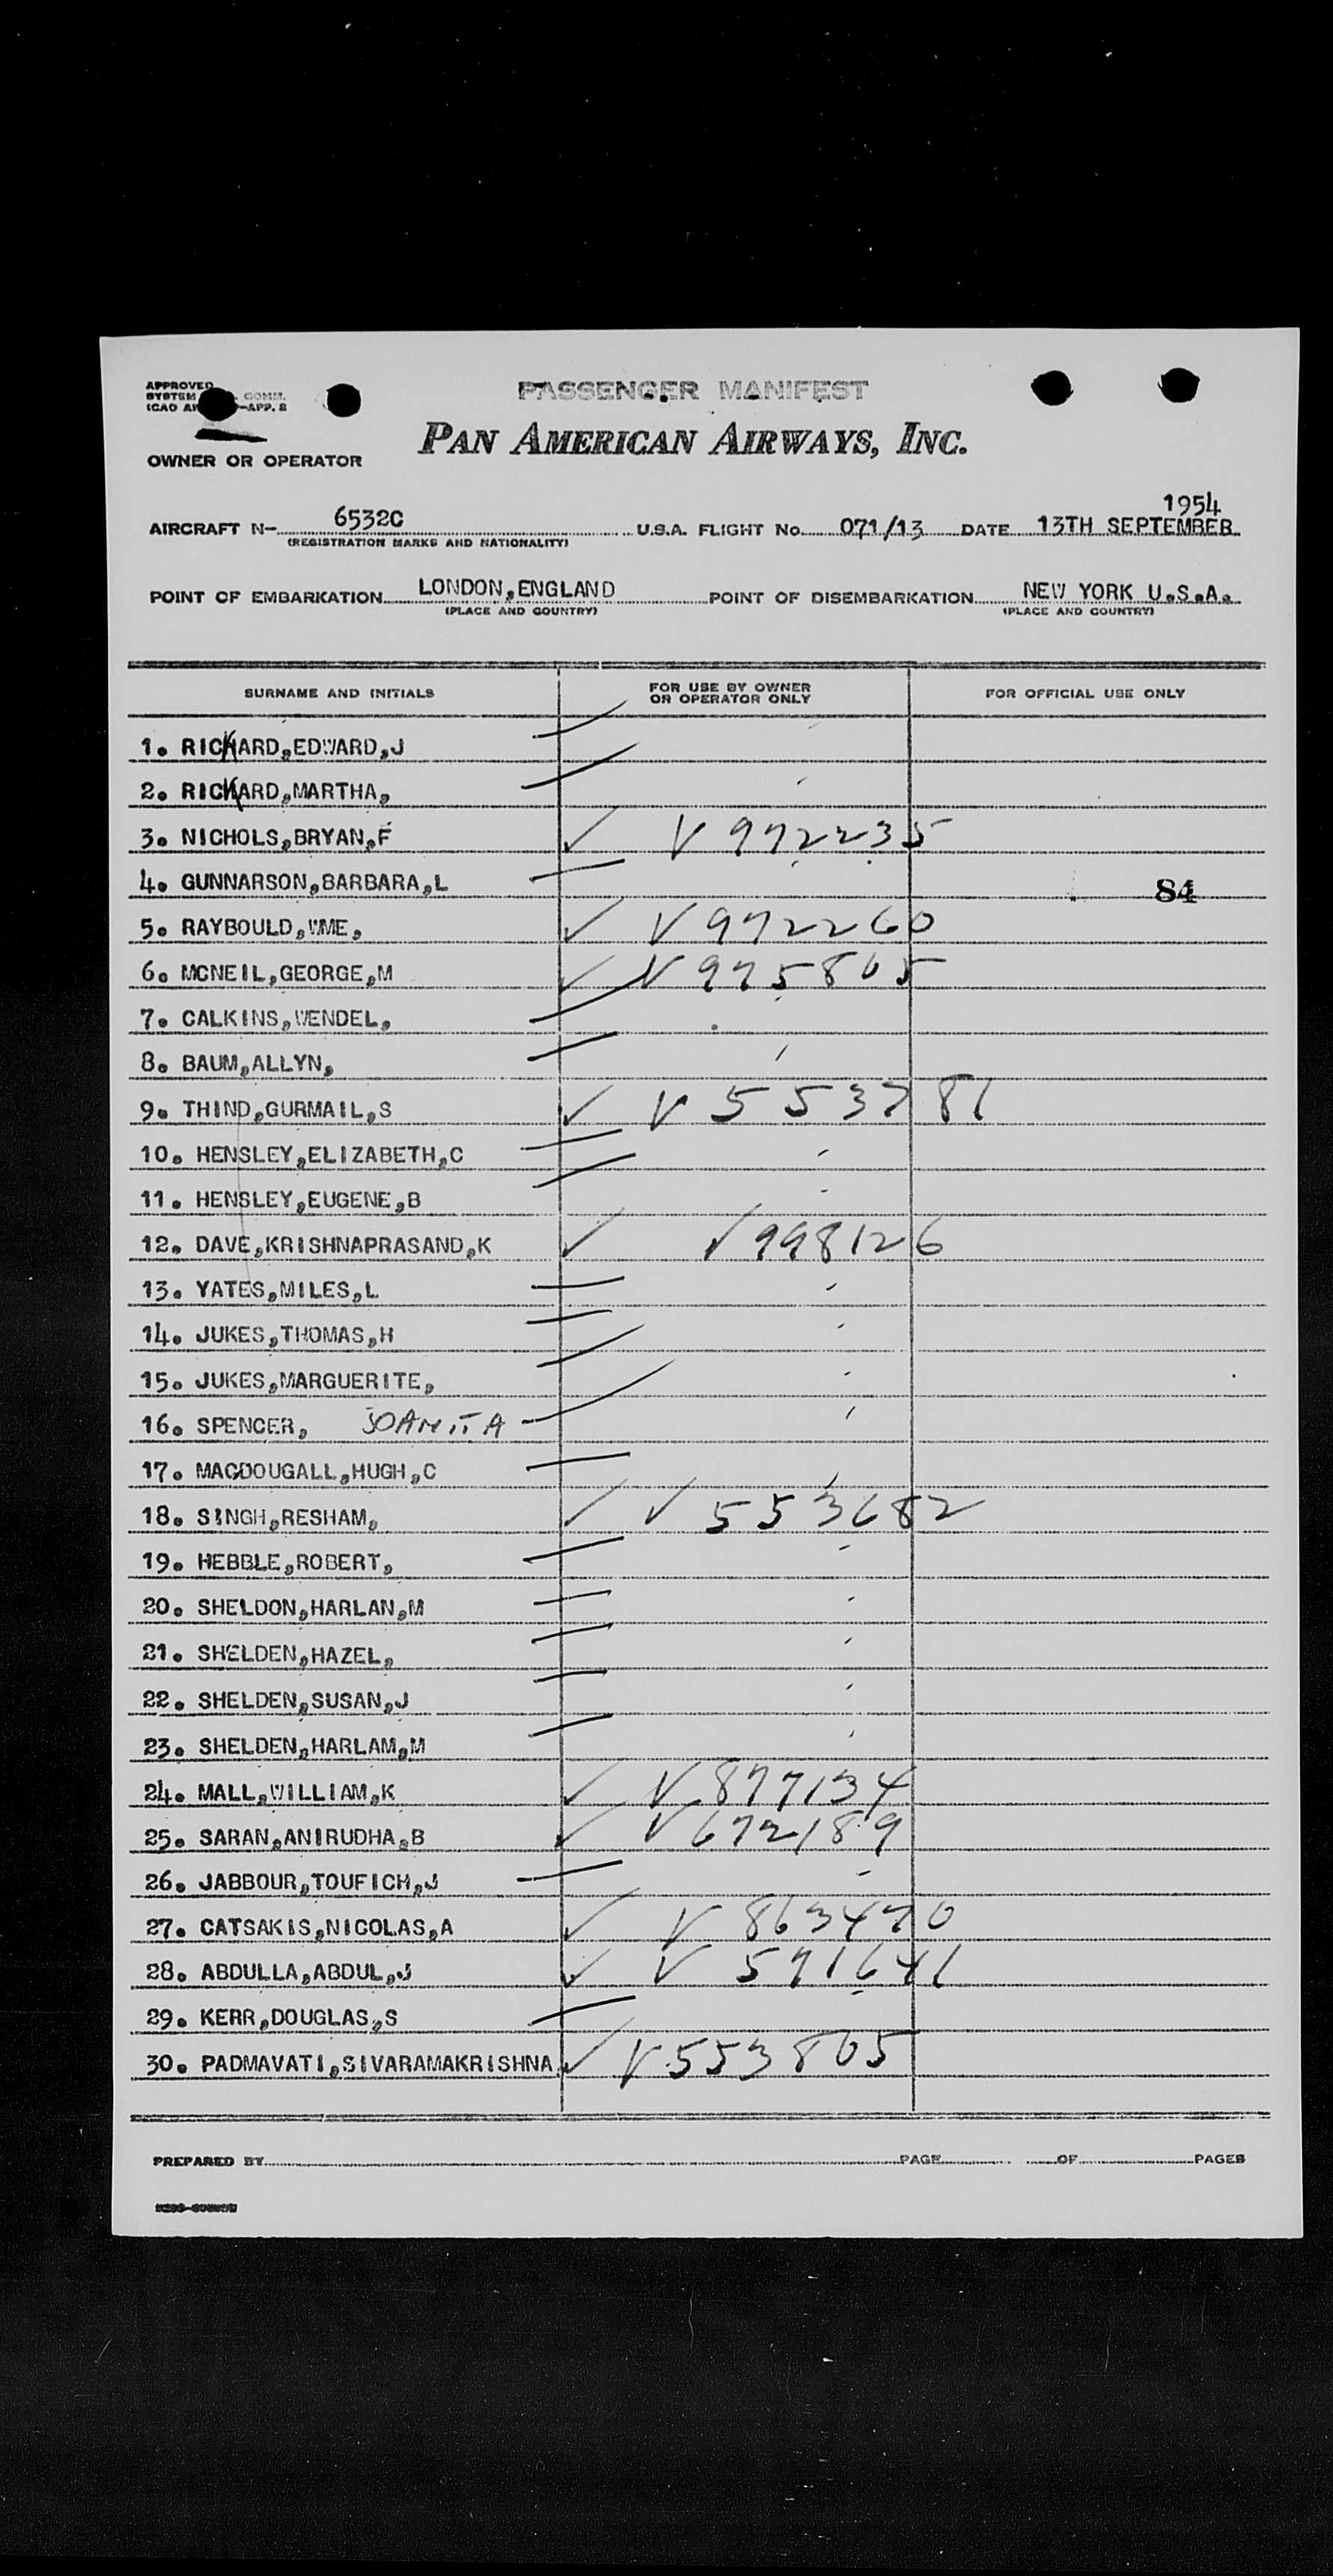 PASSENGER MANIFEST
APPROVED
SYSTEM COMM.
ICAO -APP. 2
PAN AMERICAN AIRWAYS, INC.
OWNER OR OPERATOR
1954
AIRCRAFT N- 6532C U.S.A. FLIGHT No. 071/13 DATE 13TH SEPTEMBER
(REGISTRATION MARKS AND NATIONALITY)
POINT OF EMBARKATION LONDON,ENGLAND POINT OF DISEMBARKATION NEW YORK U.S.A.
(PLACE AND COUNTRY) (PLACE AND COUNTRY)
SURNAME AND INITIALS FOR USE BY OWNER OR OPERATOR ONLY FOR OFFICIAL USE ONLY
1. RICKARD,EDWARD,J
2. RICKARD,MARTHA,
3. NICHOLS,BRYAN,F ✓ V 972235
4. GUNNARSON,BARBARA,L 84
5. RAYBOULD,WME, ✓ V 972260
6. MCNEIL,GEORGE,M ✓ V 975805
7. CALKINS,WENDEL,
8. BAUM,ALLYN,
9. THIND,GURMAIL,S ✓ V 553781
10. HENSLEY,ELIZABETH,C
11. HENSLEY,EUGENE,B
12. DAVE,KRISHNAPRASAND,K ✓ V 998126
13. YATES,MILES,L
14. JUKES,THOMAS,H
15. JUKES,MARGUERITE,
16. SPENCER, JOANITA
17. MACDOUGALL,HUGH,C
18. SINGH,RESHAM, ✓ V 553682
19. HEBBLE,ROBERT,
20. SHELDON,HARLAN,M
21. SHELDEN,HAZEL,
22. SHELDEN,SUSAN,J
23. SHELDEN,HARLAM,M
24. MALL,WILLIAM,K ✓ V 877134
25. SARAN,ANIRUDHA,B ✓ V 672189
26. JABBOUR,TOUFICH,J
27. CATSAKIS,NICOLAS,A ✓ V 863470
28. ABDULLA,ABDUL,J ✓ V 571641
29. KERR,DOUGLAS,S
30. PADMAVATI,SIVARAMAKRISHNA ✓ V 553805
PREPARED BY PAGE OF PAGES